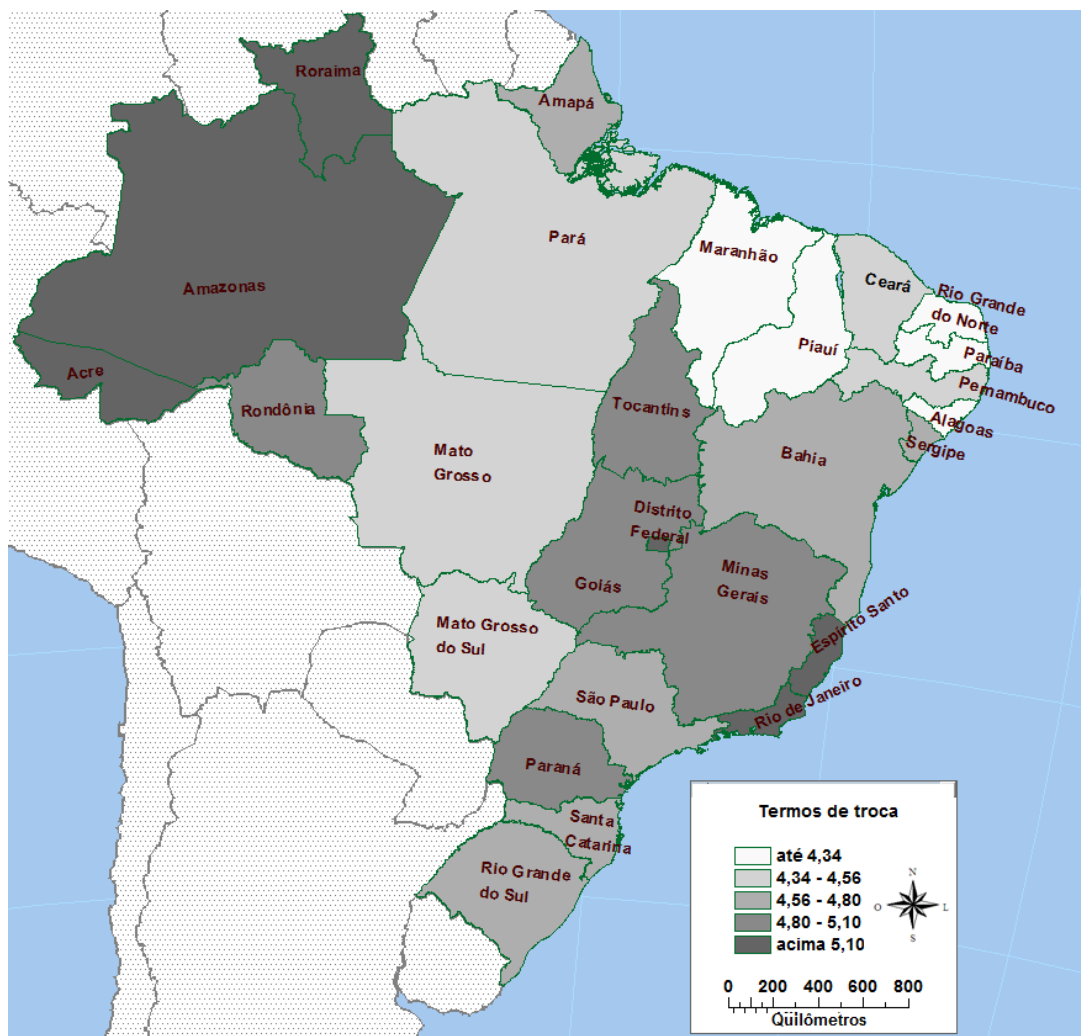 Roraima
Amapá
Pará
Amazonas
Maranhão
Ceará
Rio Grande
do Norte
Piauí
Paraíba
Pernambuco
Acre
Rondônia
Tocantins
Alagoas
Sergipe
Bahia
Mato
Grosso
Distrito
Federal
Goiás
Minas
Gerais
Espírito Santo
Mato Grosso
do Sul
São Paulo
Rio de Janeiro
Paraná
Santa
Catarina
Rio Grande
do Sul
Termos de troca
até 4,34
4,34 - 4,56
4,56 - 4,80
4,80 - 5,10
acima 5,10
N
O
L
S
0 200 400 600 800
Quilômetros